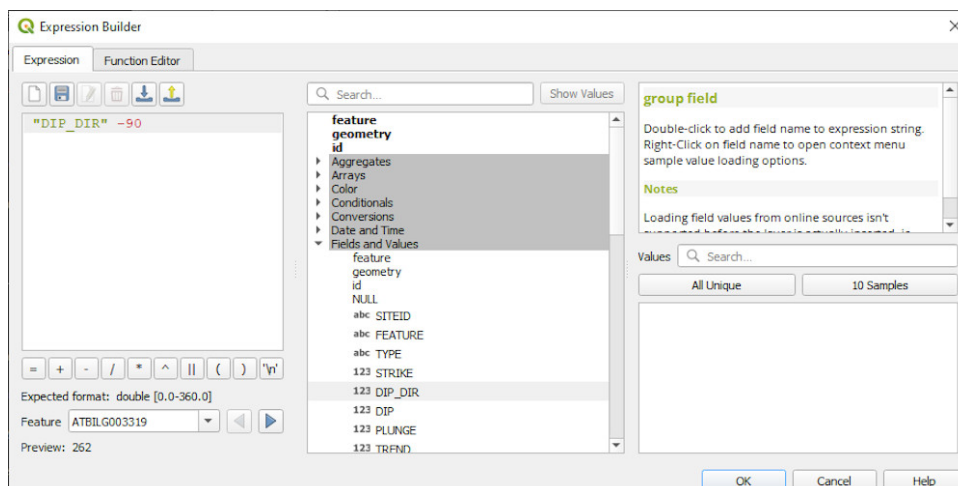 Expression Builder
Expression
Function Editor
"DIP_DIR" -90
= + - / * ^ || ( ) '\n'
Expected format: double [0.0-360.0]
Feature ATBILG003319
Preview: 262
Search...
Show Values
feature
geometry
id
Aggregates
Arrays
Color
Conditionals
Conversions
Date and Time
Fields and Values
feature
geometry
id
NULL
abc SITEID
abc FEATURE
abc TYPE
123 STRIKE
123 DIP_DIR
123 DIP
123 PLUNGE
123 TREND
group field
Double-click to add field name to expression string.
Right-Click on field name to open context menu
sample value loading options.
Notes
Loading field values from online sources isn't
Values Search...
All Unique
10 Samples
OK
Cancel
Help